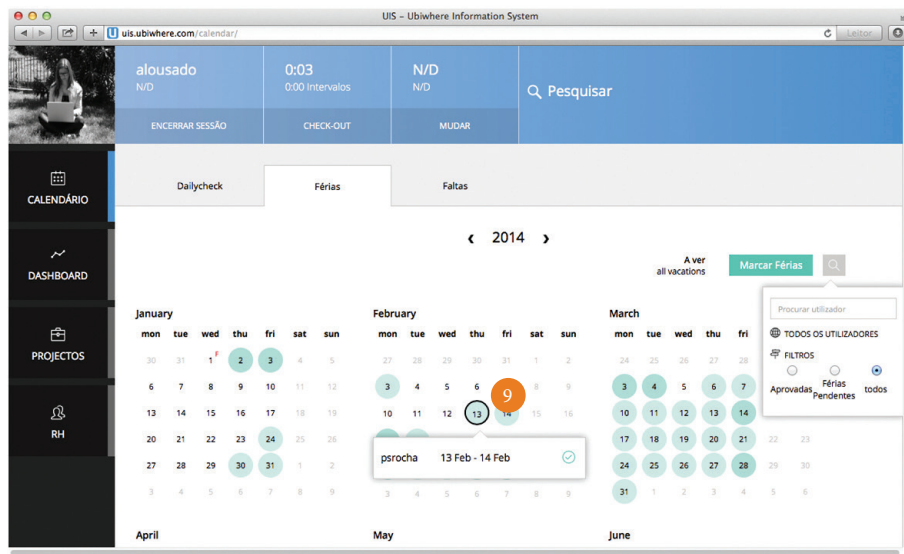 UIS – Ubiwhere Information System
uis.ubiwhere.com/calendar/
Leitor
alousado
N/D
ENCERRAR SESSÃO
0:03
0:00 Intervalos
CHECK-OUT
N/D
N/D
MUDAR
Pesquisar
CALENDÁRIO
DASHBOARD
PROJECTOS
RH
Dailycheck Férias Faltas
2014
A ver
all vacations
Marcar Férias
Procurar utilizador
TODOS OS UTILIZADORES
FILTROS
Aprovadas
Férias
Pendentes
todos
January
mon tue wed thu fri sat sun
30 31 1 F 2 3 4 5
6 7 8 9 10 11 12
13 14 15 16 17 18 19
20 21 22 23 24 25 26
27 28 29 30 31 1 2
3 4 5 6 7 8 9
February
mon tue wed thu fri sat sun
27 28 29 30 31 1 2
3 4 5 6 8 9
9
10 11 12 13 14 15 16
psrocha 13 Feb - 14 Feb
3 4 5 6 7 8 9
March
mon tue wed thu fri
24 25 26 27 28
3 4 5 6 7
10 11 12 13 14
17 18 19 20 21 22 23
24 25 26 27 28 29 30
31 1 2 3 4 5 6
April
May
June